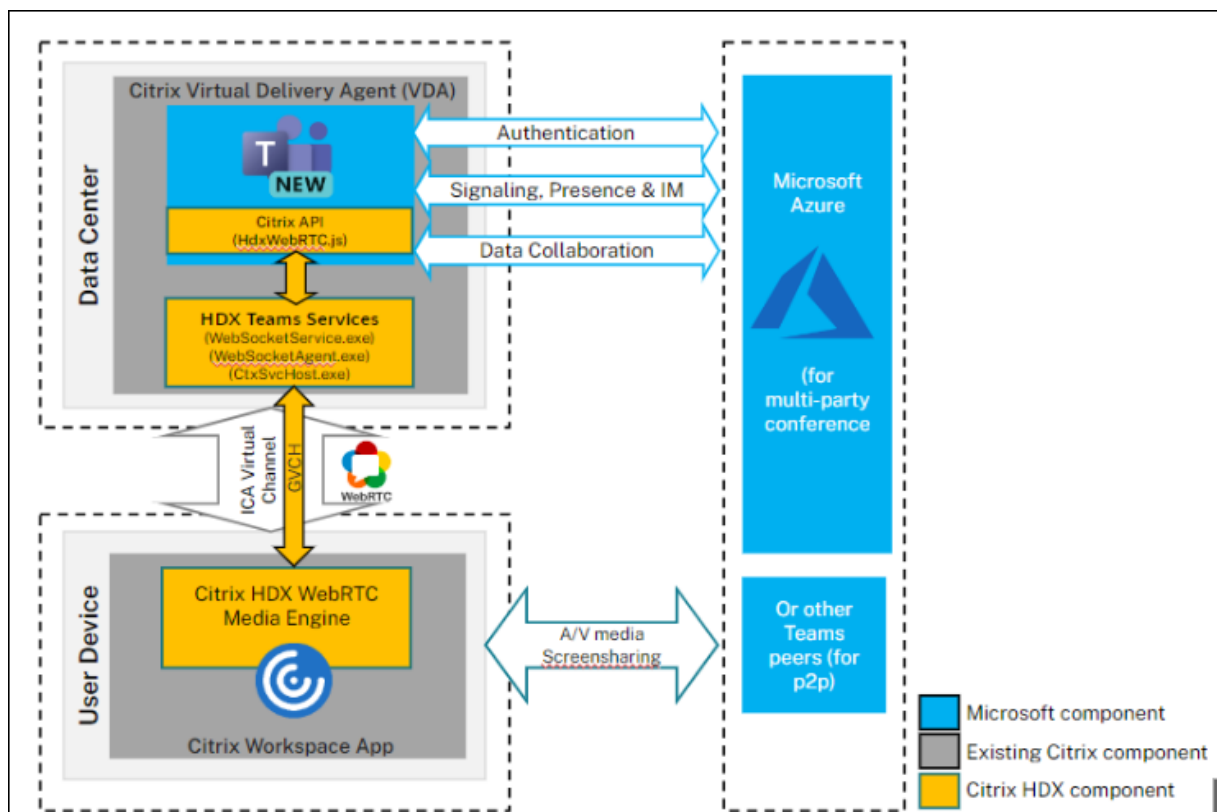 Data Center
Citrix Virtual Delivery Agent (VDA)
T
NEW
Citrix API
(HdxWebRTC.js)
HDX Teams Services
(WebSocketService.exe)
(WebSocketAgent.exe)
(CtxSvcHost.exe)
Authentication
Signaling, Presence & IM
Data Collaboration
Microsoft
Azure
(for
multi-party
conference
ICA Virtual
Channel
GVCH
WebRTC
User Device
Citrix HDX WebRTC
Media Engine
Citrix Workspace App
A/V media
Screensharing
Or other
Teams
peers (for
p2p)
Microsoft component
Existing Citrix component
Citrix HDX component